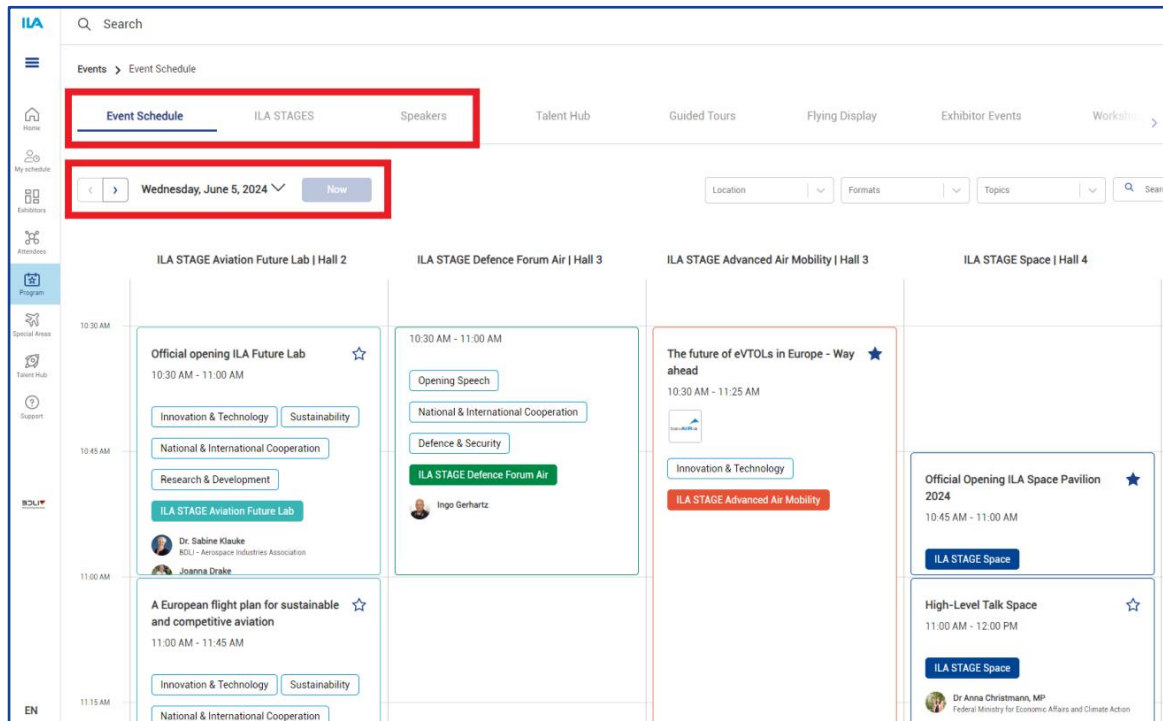 ILA
Search
Events > Event Schedule
Event Schedule
ILA STAGES
Speakers
Talent Hub
Guided Tours
Flying Display
Exhibitor Events
Home
My schedule
Exhibitors
Attendees
Program
Special Areas
Talent Hub
Support
BDLI
EN
Wednesday, June 5, 2024
Now
Location
Formats
Topics
ILA STAGE Aviation Future Lab | Hall 2
ILA STAGE Defence Forum Air | Hall 3
ILA STAGE Advanced Air Mobility | Hall 3
ILA STAGE Space | Hall 4
10:30 AM
10:45 AM
11:00 AM
11:15 AM
Official opening ILA Future Lab
10:30 AM - 11:00 AM
Innovation & Technology
Sustainability
National & International Cooperation
Research & Development
ILA STAGE Aviation Future Lab
Dr. Sabine Klauke
BDLI - Aerospace Industries Association
Joanna Drake
A European flight plan for sustainable
and competitive aviation
11:00 AM - 11:45 AM
Innovation & Technology
Sustainability
National & International Cooperation
10:30 AM - 11:00 AM
Opening Speech
National & International Cooperation
Defence & Security
ILA STAGE Defence Forum Air
Ingo Gerhartz
The future of eVTOLs in Europe - Way
ahead
10:30 AM - 11:25 AM
Innovation & Technology
ILA STAGE Advanced Air Mobility
Official Opening ILA Space Pavilion
2024
10:45 AM - 11:00 AM
ILA STAGE Space
High-Level Talk Space
11:00 AM - 12:00 PM
ILA STAGE Space
Dr Anna Christmann, MP
Federal Ministry for Economic Affairs and Climate Action